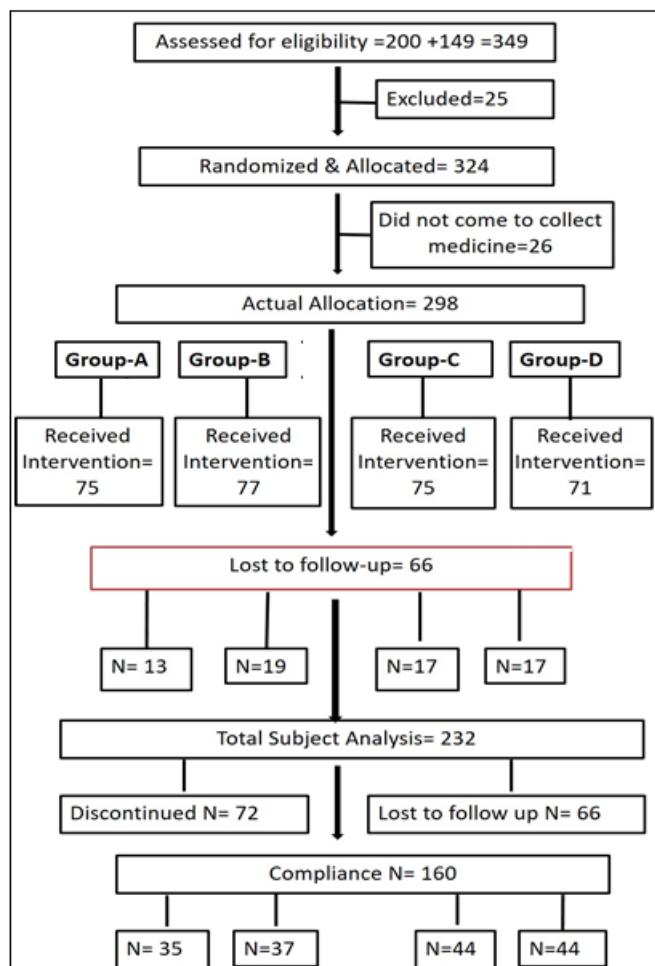 Assessed for eligibility =200 +149 =349
Excluded=25
Randomized & Allocated= 324
Did not come to collect
medicine=26
Actual Allocation= 298
Group-A
Group-B
Group-C
Group-D
Received
Intervention=
75
Received
Intervention=
77
Received
Intervention=
75
Received
Intervention=
71
Lost to follow-up= 66
N= 13
N=19
N=17
N=17
Total Subject Analysis= 232
Discontinued N= 72
Lost to follow up N= 66
Compliance N= 160
N= 35
N=37
N=44
N=44